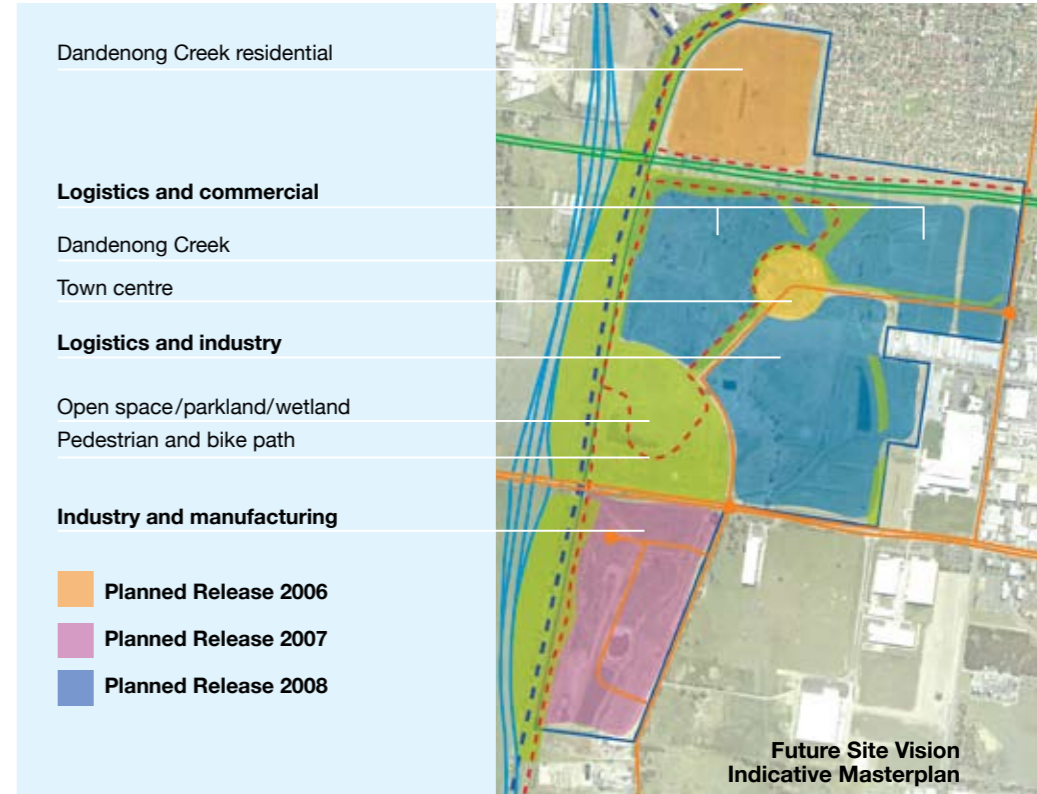 Dandenong Creek residential
Logistics and commercial
Dandenong Creek
Town centre
Logistics and industry
Open space/parkland/wetland
Pedestrian and bike path
Industry and manufacturing
Planned Release 2006
Planned Release 2007
Planned Release 2008
Future Site Vision
Indicative Masterplan